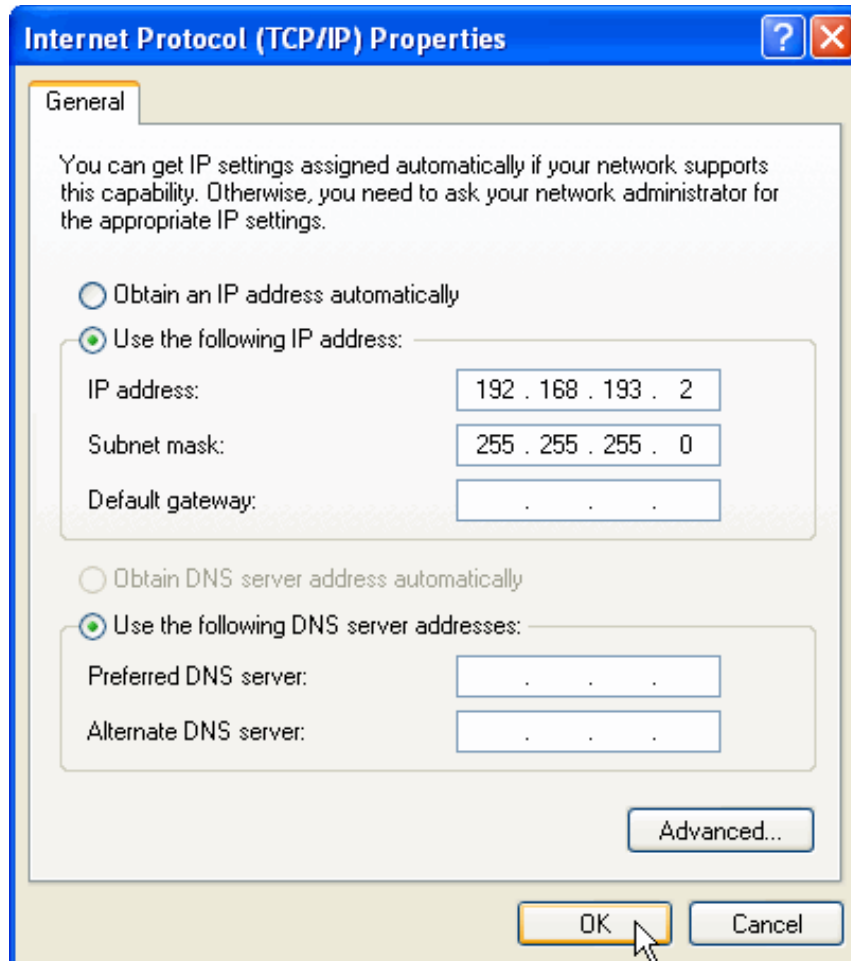 Internet Protocol (TCP/IP) Properties
General
You can get IP settings assigned automatically if your network supports
this capability. Otherwise, you need to ask your network administrator for
the appropriate IP settings.
Obtain an IP address automatically
Use the following IP address:
IP address: 192 . 168 . 193 . 2
Subnet mask: 255 . 255 . 255 . 0
Default gateway: . . .
Obtain DNS server address automatically
Use the following DNS server addresses:
Preferred DNS server: . . .
Alternate DNS server: . . .
Advanced...
OK Cancel